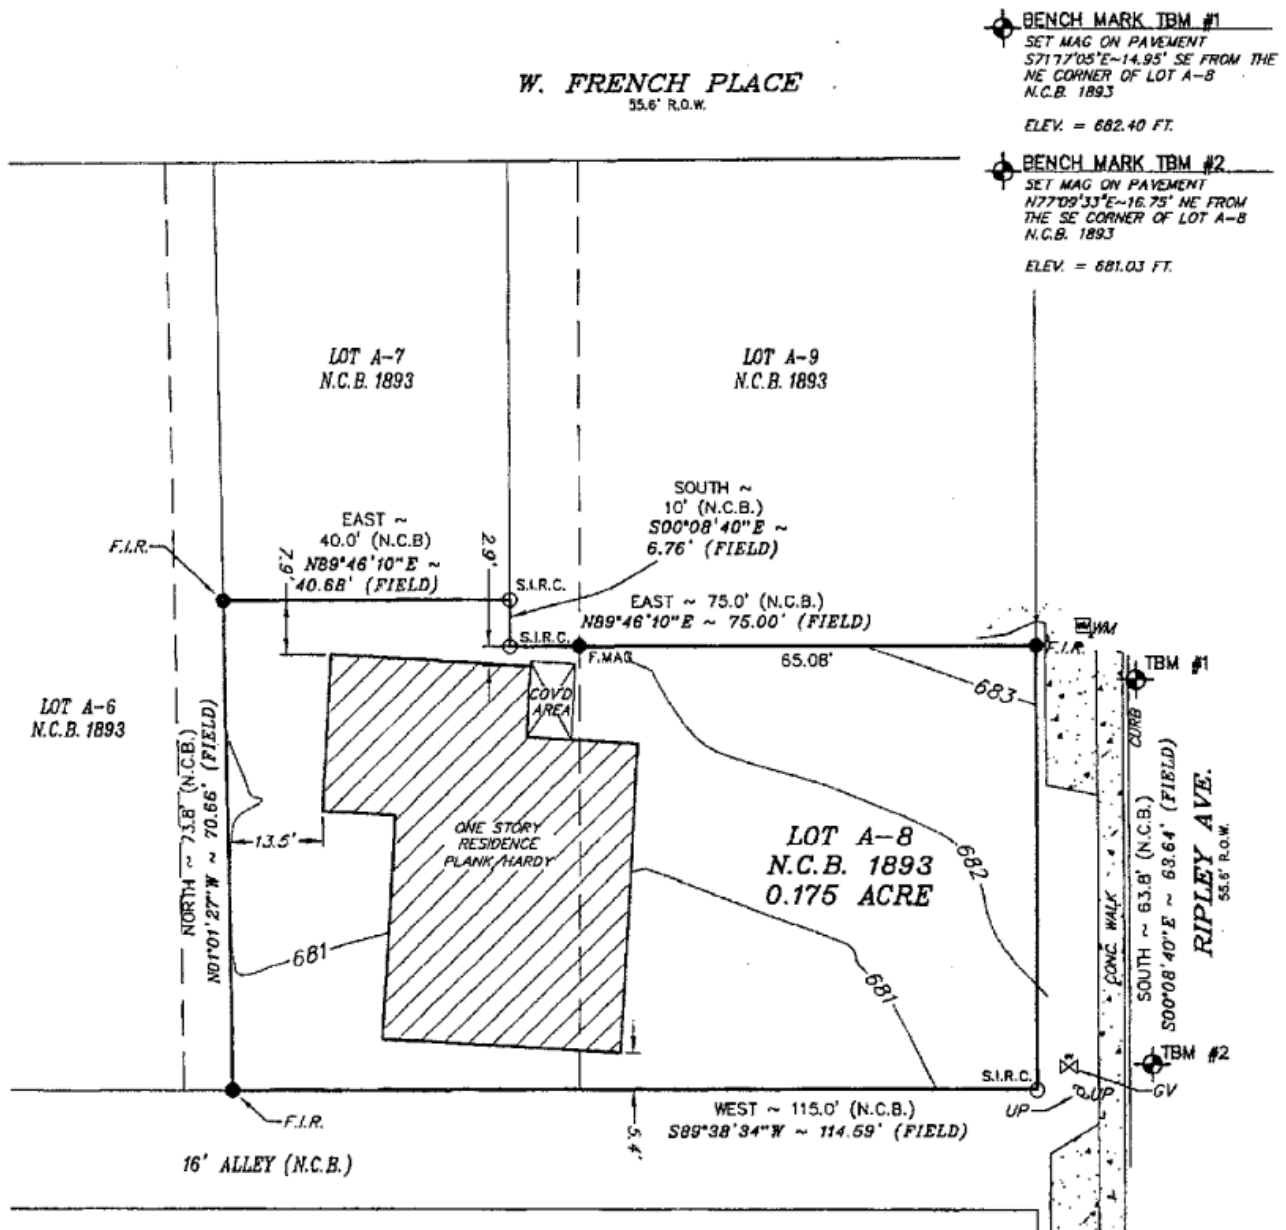 BENCH MARK TBM #1
SET MAG ON PAVEMENT
S71°17'05"E~14.95' SE FROM THE
NE CORNER OF LOT A-8
N.C.B. 1893
ELEV. = 682.40 FT.
W. FRENCH PLACE
55.6' R.O.W.
BENCH MARK TBM #2
SET MAG ON PAVEMENT
N77°09'33"E~16.75' NE FROM
THE SE CORNER OF LOT A-8
N.C.B. 1893
ELEV. = 681.03 FT.
LOT A-7
N.C.B. 1893
LOT A-9
N.C.B. 1893
SOUTH ~
10' (N.C.B.)
S00°08'40"E ~
6.76' (FIELD)
EAST ~
40.0' (N.C.B)
N89°46'10"E ~
40.68' (FIELD)
F.I.R.
7.9'
2.9'
S.I.R.C.
EAST ~ 75.0' (N.C.B.)
N89°46'10"E ~ 75.00' (FIELD)
S.I.R.C.
F.MAG
65.08'
F.I.R.
WM
TBM #1
683
CURB
COV'D
AREA
LOT A-6
N.C.B. 1893
NORTH ~ 73.8' (N.C.B.)
N01°01'27"W ~ 70.66' (FIELD)
13.5'
ONE STORY
RESIDENCE
PLANK/HARDY
LOT A-8
N.C.B. 1893
0.175 ACRE
682
681
681
CONC. WALK
SOUTH ~ 63.8' (N.C.B.)
S00°08'40"E ~ 63.64' (FIELD)
RIPLEY AVE.
55.6' R.O.W.
TBM #2
S.I.R.C.
UP
UP
GV
F.I.R.
WEST ~ 115.0' (N.C.B.)
S89°38'34"W ~ 114.59' (FIELD)
5.4'
16' ALLEY (N.C.B.)